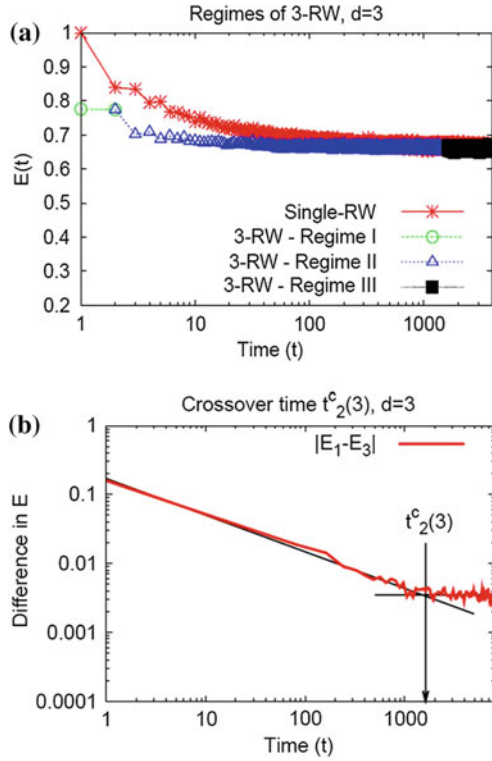 (a)
Regimes of 3-RW, d=3
1
0.9
0.8
0.7
0.6
0.5
0.4
0.3
0.2
E(t)
Single-RW
3-RW - Regime I
3-RW - Regime II
3-RW - Regime III
1
10
100
1000
Time (t)
(b)
Crossover time t^c_2(3), d=3
1
0.1
0.01
0.001
0.0001
Difference in E
|E_1-E_3|
t^c_2(3)
1
10
100
1000
Time (t)